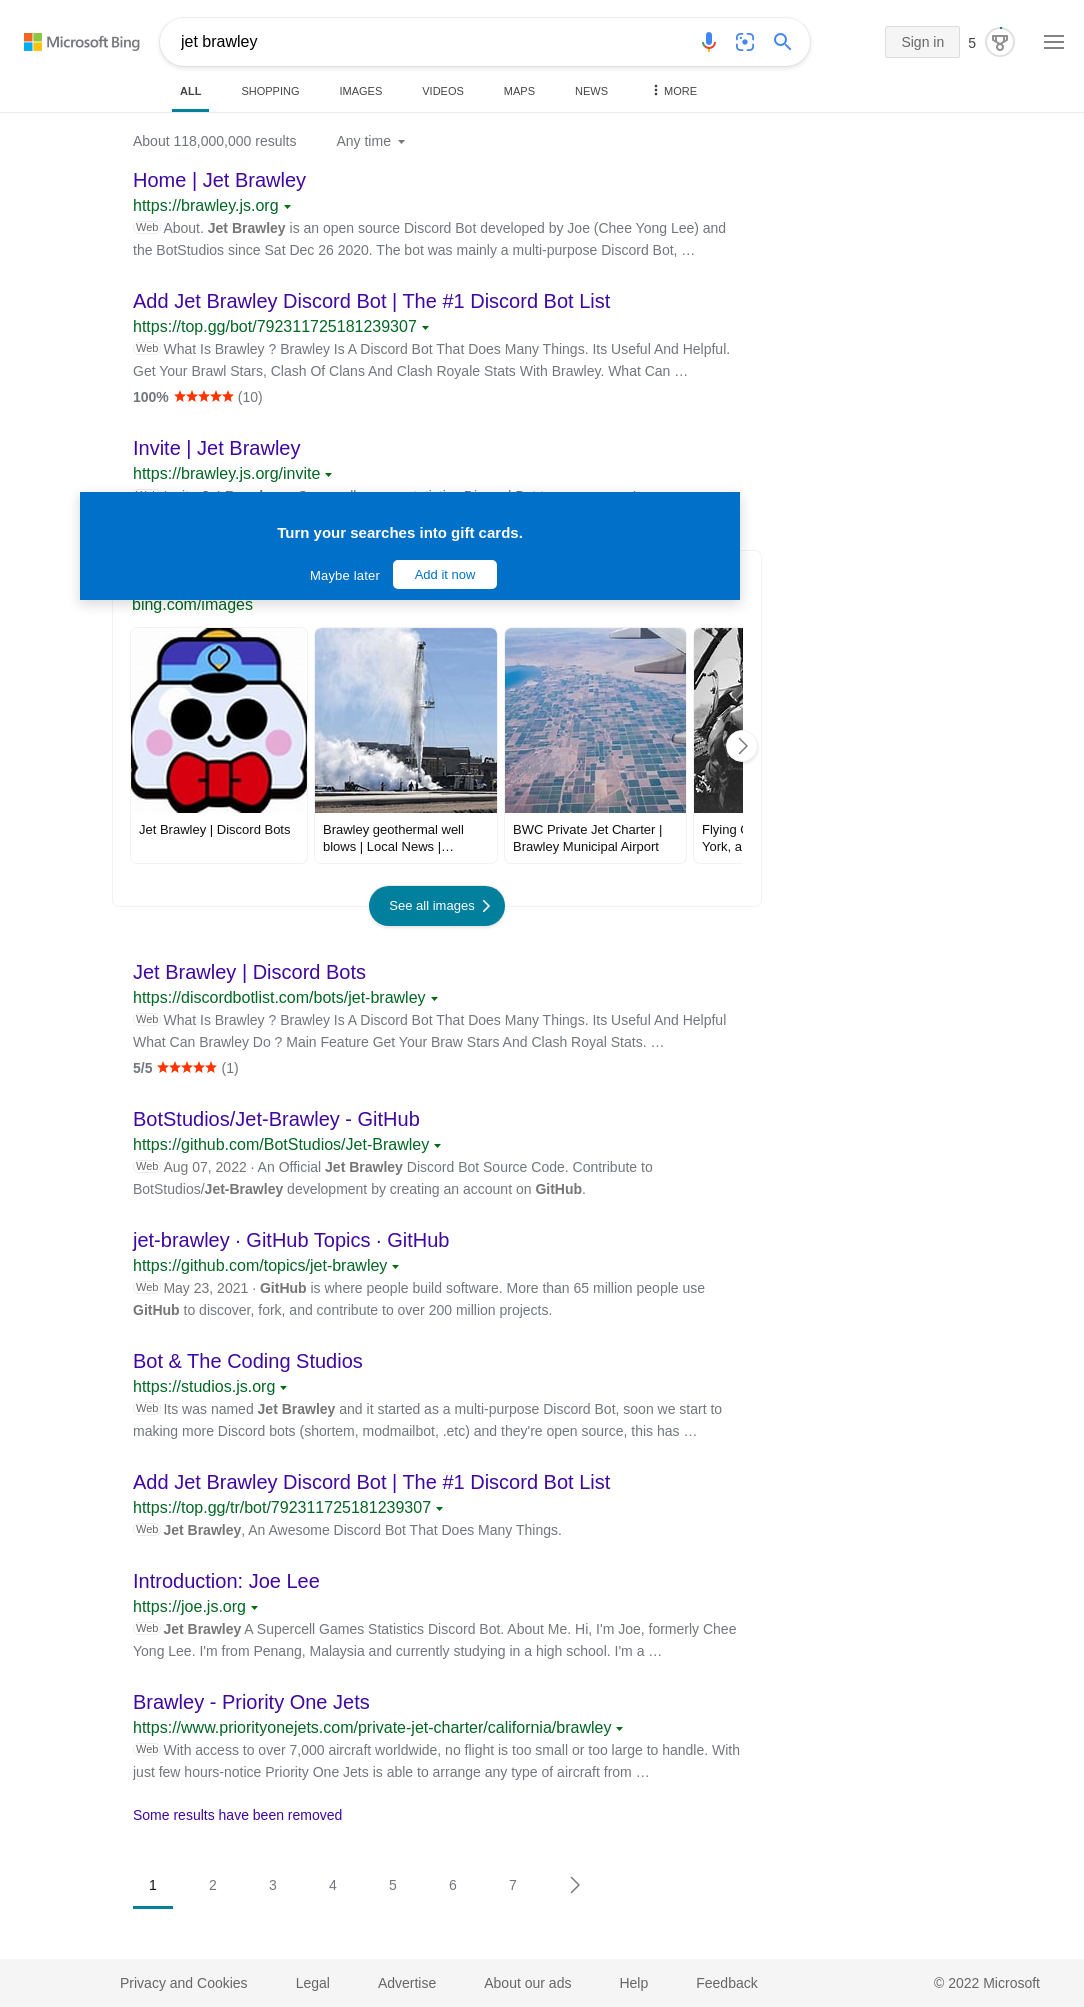 Microsoft Bing
jet brawley
Sign in
5
ALL
SHOPPING
IMAGES
VIDEOS
MAPS
NEWS
MORE
About 118,000,000 results
Any time
Home | Jet Brawley
https://brawley.js.org
Web About. Jet Brawley is an open source Discord Bot developed by Joe (Chee Yong Lee) and
the BotStudios since Sat Dec 26 2020. The bot was mainly a multi-purpose Discord Bot, …
Add Jet Brawley Discord Bot | The #1 Discord Bot List
https://top.gg/bot/792311725181239307
Web What Is Brawley ? Brawley Is A Discord Bot That Does Many Things. Its Useful And Helpful.
Get Your Brawl Stars, Clash Of Clans And Clash Royale Stats With Brawley. What Can …
100% (10)
Invite | Jet Brawley
https://brawley.js.org/invite
Turn your searches into gift cards.
Maybe later
Add it now
bing.com/images
Jet Brawley | Discord Bots
Brawley geothermal well
blows | Local News |…
BWC Private Jet Charter |
Brawley Municipal Airport
Flying
York, a
See all images
Jet Brawley | Discord Bots
https://discordbotlist.com/bots/jet-brawley
Web What Is Brawley ? Brawley Is A Discord Bot That Does Many Things. Its Useful And Helpful
What Can Brawley Do ? Main Feature Get Your Braw Stars And Clash Royal Stats. …
5/5 (1)
BotStudios/Jet-Brawley - GitHub
https://github.com/BotStudios/Jet-Brawley
Web Aug 07, 2022 · An Official Jet Brawley Discord Bot Source Code. Contribute to
BotStudios/Jet-Brawley development by creating an account on GitHub.
jet-brawley · GitHub Topics · GitHub
https://github.com/topics/jet-brawley
Web May 23, 2021 · GitHub is where people build software. More than 65 million people use
GitHub to discover, fork, and contribute to over 200 million projects.
Bot & The Coding Studios
https://studios.js.org
Web Its was named Jet Brawley and it started as a multi-purpose Discord Bot, soon we start to
making more Discord bots (shortem, modmailbot, .etc) and they're open source, this has …
Add Jet Brawley Discord Bot | The #1 Discord Bot List
https://top.gg/tr/bot/792311725181239307
Web Jet Brawley, An Awesome Discord Bot That Does Many Things.
Introduction: Joe Lee
https://joe.js.org
Web Jet Brawley A Supercell Games Statistics Discord Bot. About Me. Hi, I'm Joe, formerly Chee
Yong Lee. I'm from Penang, Malaysia and currently studying in a high school. I'm a …
Brawley - Priority One Jets
https://www.priorityonejets.com/private-jet-charter/california/brawley
Web With access to over 7,000 aircraft worldwide, no flight is too small or too large to handle. With
just few hours-notice Priority One Jets is able to arrange any type of aircraft from …
Some results have been removed
1
2
3
4
5
6
7
Privacy and Cookies
Legal
Advertise
About our ads
Help
Feedback
© 2022 Microsoft